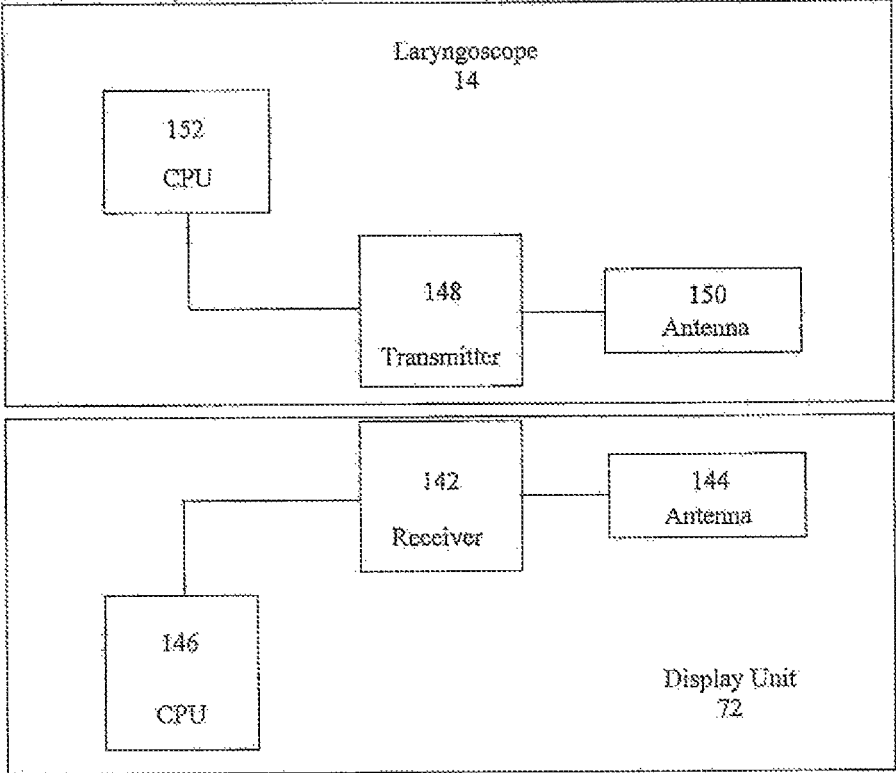 Laryngoscope
14
152
CPU
148
Transmitter
150
Antenna
142
Receiver
144
Antenna
146
CPU
Display Unit
72